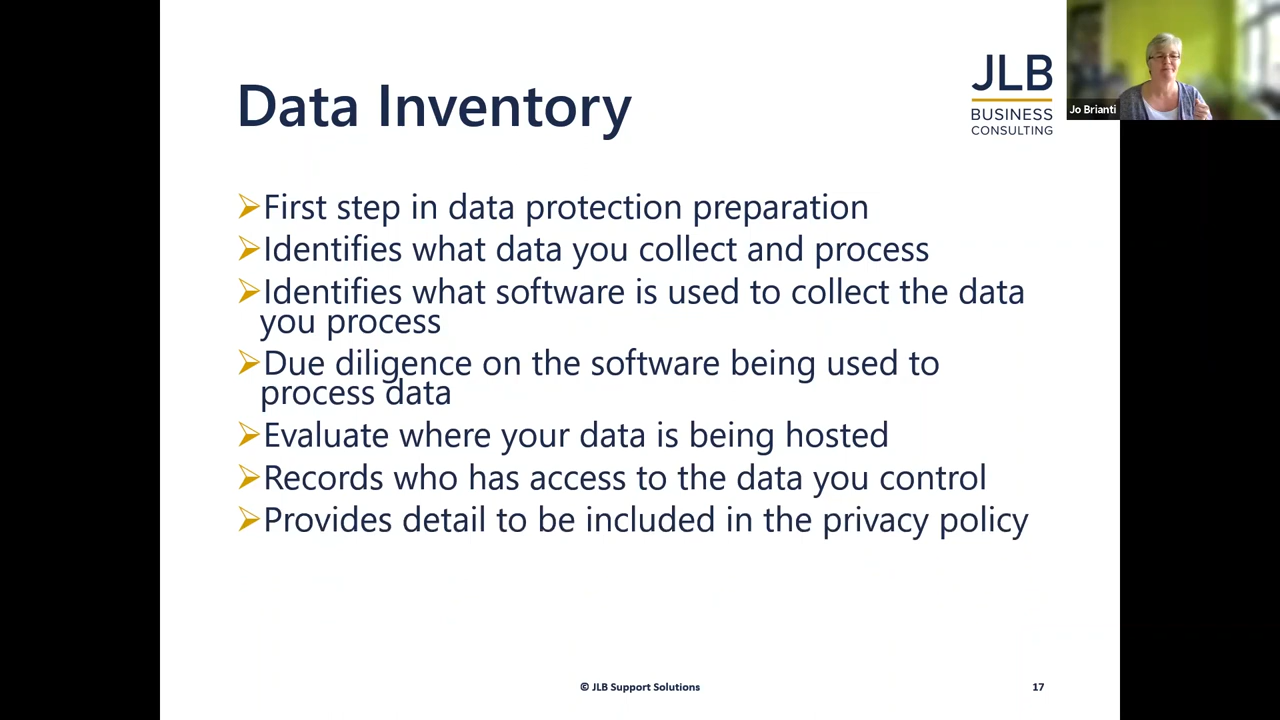 Data Inventory
JLB
BUSINESS
CONSULTING
Jo Brianti
➢First step in data protection preparation
➢Identifies what data you collect and process
➢Identifies what software is used to collect the data
you process
➢Due diligence on the software being used to
process data
➢Evaluate where your data is being hosted
➢Records who has access to the data you control
➢Provides detail to be included in the privacy policy
© JLB Support Solutions
17